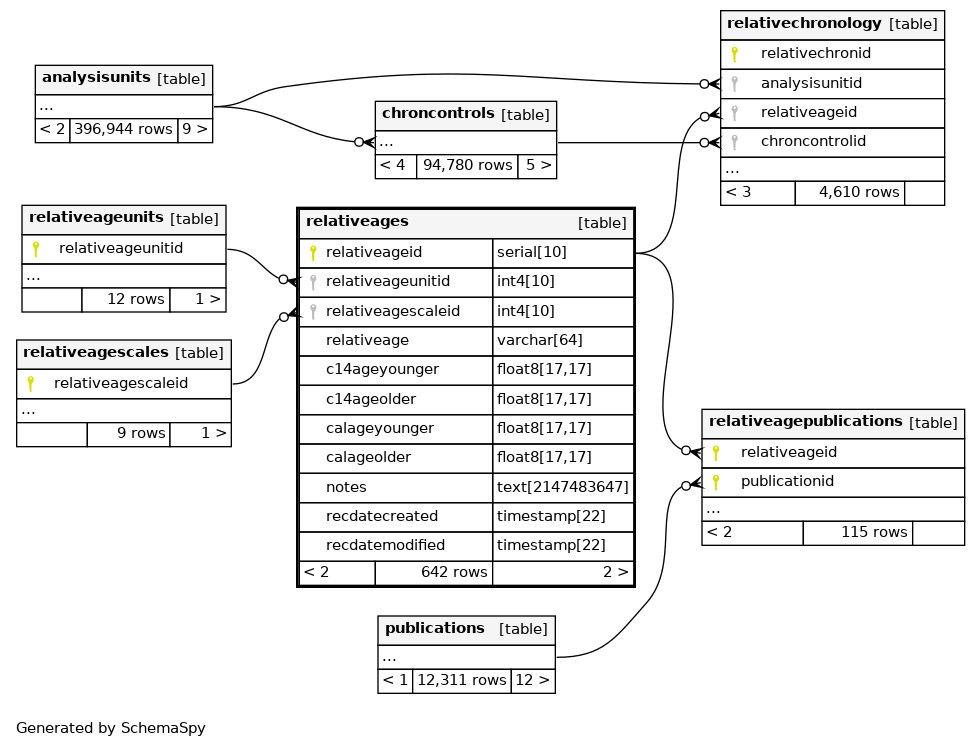 analysisunits [table]
...
< 2 396,944 rows 9 >
chroncontrols [table]
...
< 4 94,780 rows 5 >
relativechronology [table]
relativechronid
analysisunitid
relativeageid
chroncontrolid
...
< 3 4,610 rows
relativeageunits [table]
relativeageunitid
...
12 rows 1 >
relativeagescales [table]
relativeagescaleid
...
9 rows 1 >
relativeages [table]
relativeageid serial[10]
relativeageunitid int4[10]
relativeagescaleid int4[10]
relativeage varchar[64]
c14ageyounger float8[17,17]
c14ageolder float8[17,17]
calageyounger float8[17,17]
calageolder float8[17,17]
notes text[2147483647]
recdatecreated timestamp[22]
recdatemodified timestamp[22]
< 2 642 rows 2 >
relativeagepublications [table]
relativeageid
publicationid
...
< 2 115 rows
publications [table]
...
< 1 12,311 rows 12 >
Generated by SchemaSpy